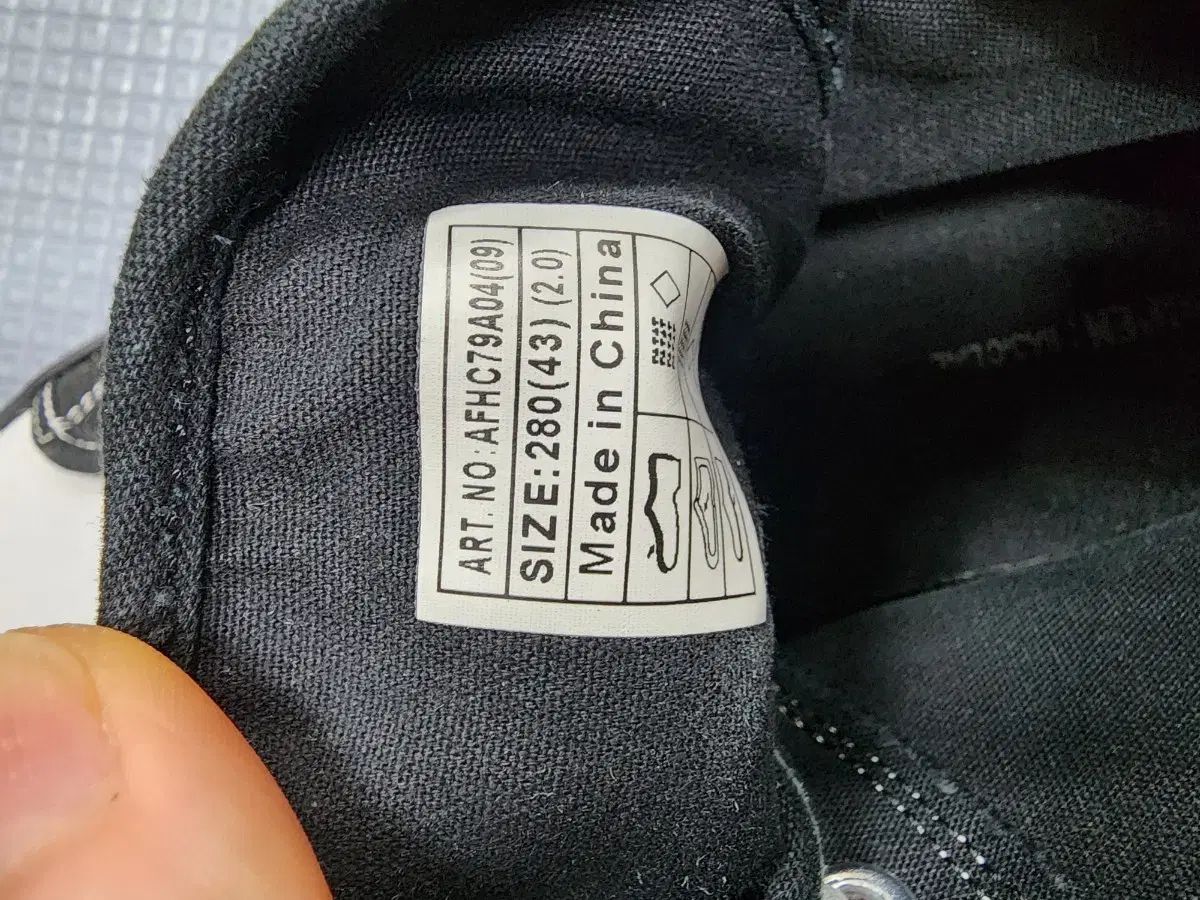 ART.NO:AFHC79A04(09)
SIZE:280(43)(2.0)
Made in China